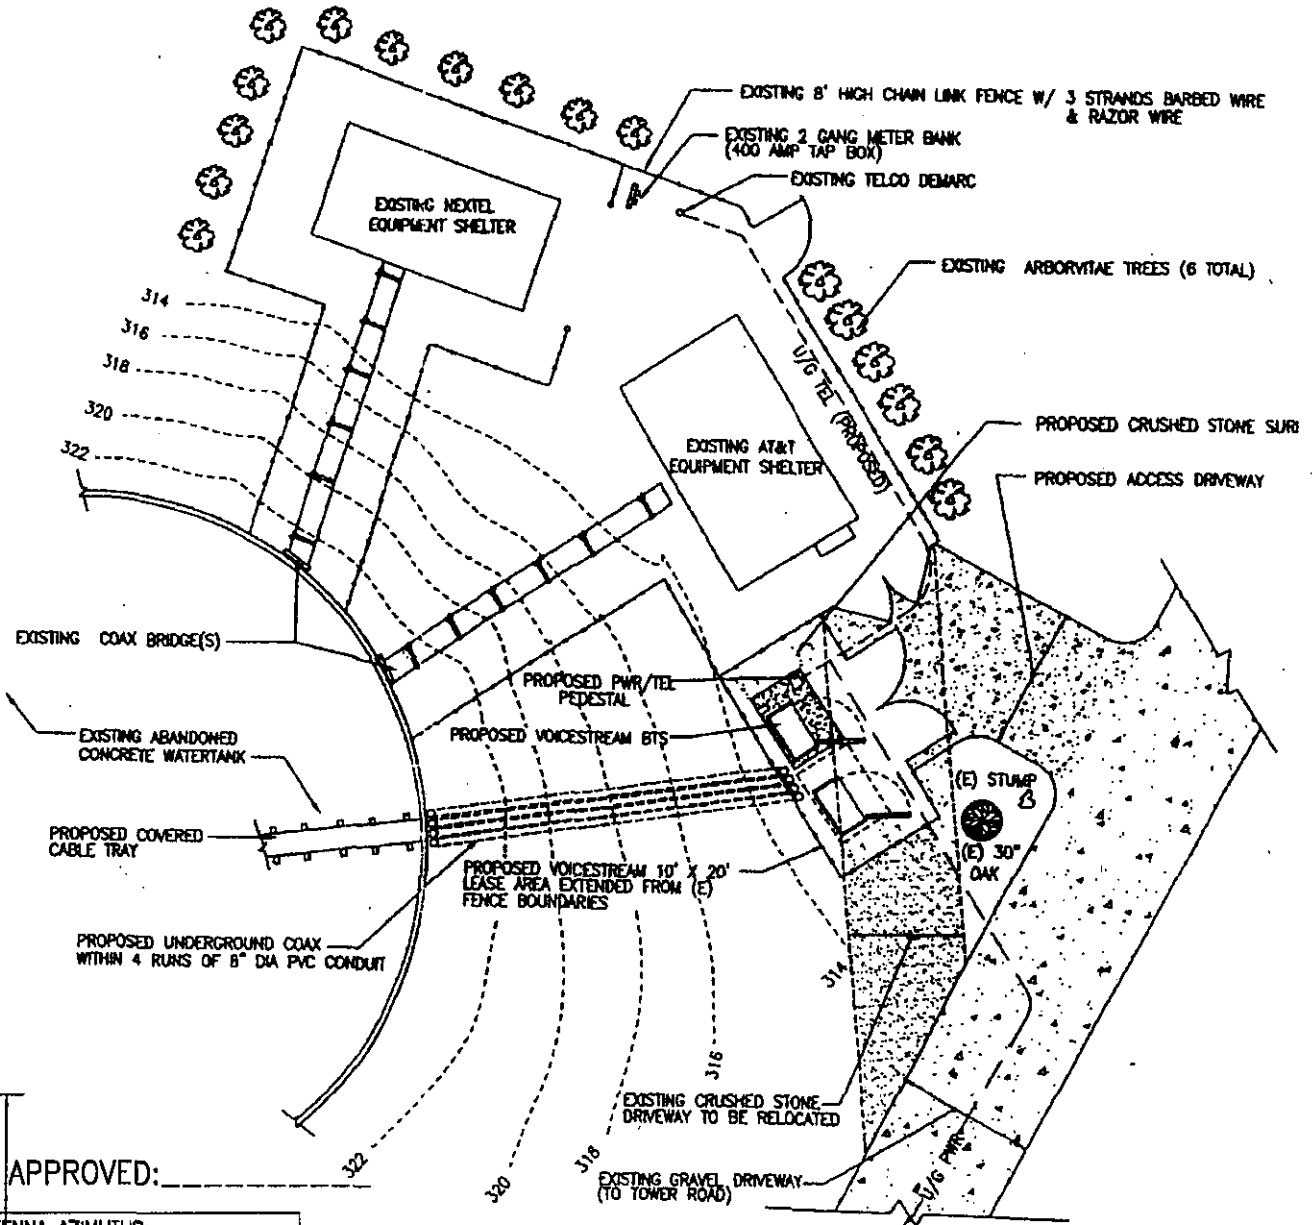 EXISTING 8' HIGH CHAIN LINK FENCE W/ 3 STRANDS BARBED WIRE
& RAZOR WIRE
EXISTING 2 GANG METER BANK
(400 AMP TAP BOX)
EXISTING TELCO DEMARC
EXISTING NEXTEL
EQUIPMENT SHELTER
EXISTING ARBORVITAE TREES (6 TOTAL)
314
316
318
320
322
U/G TEL (PROPOSED)
PROPOSED CRUSHED STONE SUR
EXISTING AT&T
EQUIPMENT SHELTER
PROPOSED ACCESS DRIVEWAY
EXISTING COAX BRIDGE(S)
PROPOSED PWR/TEL
PEDESTAL
EXISTING ABANDONED
CONCRETE WATERTANK
PROPOSED VOICESTREAM BTS
(E) STUMP
PROPOSED COVERED
CABLE TRAY
(E) 30"
OAK
PROPOSED VOICESTREAM 10' X 20'
LEASE AREA EXTENDED FROM (E)
FENCE BOUNDARIES
PROPOSED UNDERGROUND COAX
WITHIN 4 RUNS OF 8" DIA PVC CONDUIT
314
316
EXISTING CRUSHED STONE
DRIVEWAY TO BE RELOCATED
322
320
318
EXISTING GRAVEL DRIVEWAY
(TO TOWER ROAD)
U/G PWR
APPROVED: